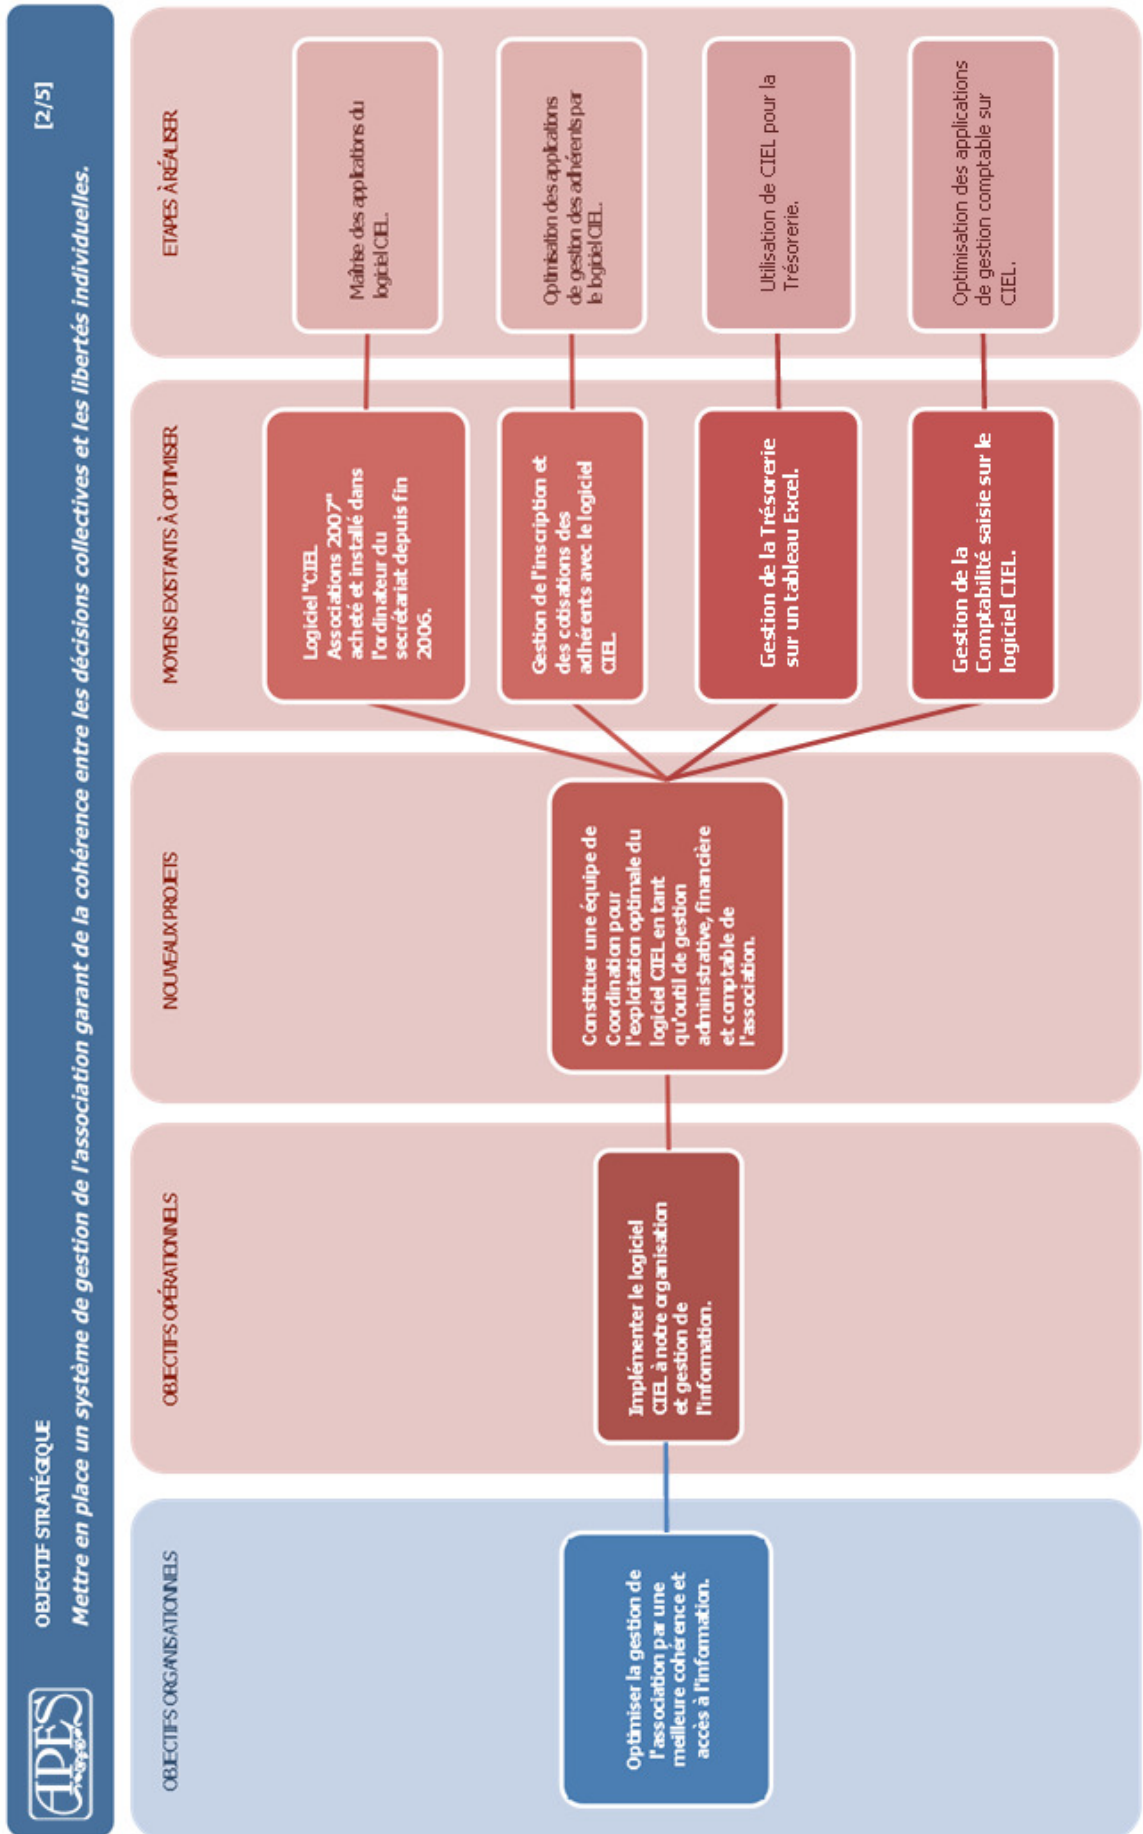 APES
OBJECTIF STRATÉGIQUE
[2/5]
Mettre en place un système de gestion de l'association garant de la cohérence entre les décisions collectives et les libertés individuelles.
OBJECTIFS ORGANISATIONNELS
Optimiser la gestion de
l'association par une
meilleure cohérence et
accès à l'information.
OBJECTIFS OPÉRATIONNELS
Implémenter le logiciel
CIEL à notre organisation
et gestion de
l'information.
NOUVEAUX PROJETS
Constituer une équipe de
Coordination pour
l'exploitation optimale du
logiciel CIEL en tant
qu'outil de gestion
administrative, financière
et comptable de
l'association.
MOYENS EXISTANTS À OPTIMISER
Logiciel "CIEL
Associations 2007"
acheté et installé dans
l'ordinateur du
secrétariat depuis fin
2006.
Gestion de l'inscription et
des cotisations des
adhérents avec le logiciel
CIEL.
Gestion de la Trésorerie
sur un tableau Excel.
Gestion de la
Comptabilité saisie sur le
logiciel CIEL.
ETAPES À RÉALISER
Maîtrise des applications du
logiciel CIEL.
Optimisation des applications
de gestion des adhérents par
le logiciel CIEL.
Utilisation de CIEL pour la
Trésorerie.
Optimisation des applications
de gestion comptable sur
CIEL.